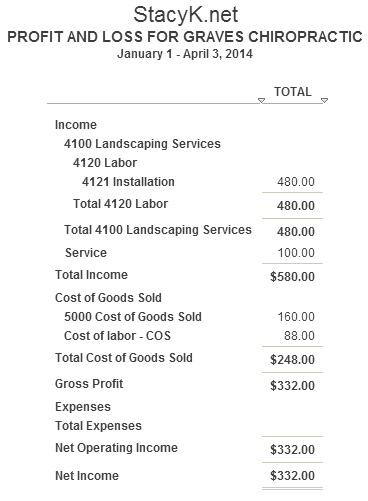 StacyK.net
PROFIT AND LOSS FOR GRAVES CHIROPRACTIC
January 1 - April 3, 2014
TOTAL
Income
4100 Landscaping Services
4120 Labor
4121 Installation 480.00
Total 4120 Labor 480.00
Total 4100 Landscaping Services 480.00
Service 100.00
Total Income $580.00
Cost of Goods Sold
5000 Cost of Goods Sold 160.00
Cost of labor - COS 88.00
Total Cost of Goods Sold $248.00
Gross Profit $332.00
Expenses
Total Expenses
Net Operating Income $332.00
Net Income $332.00